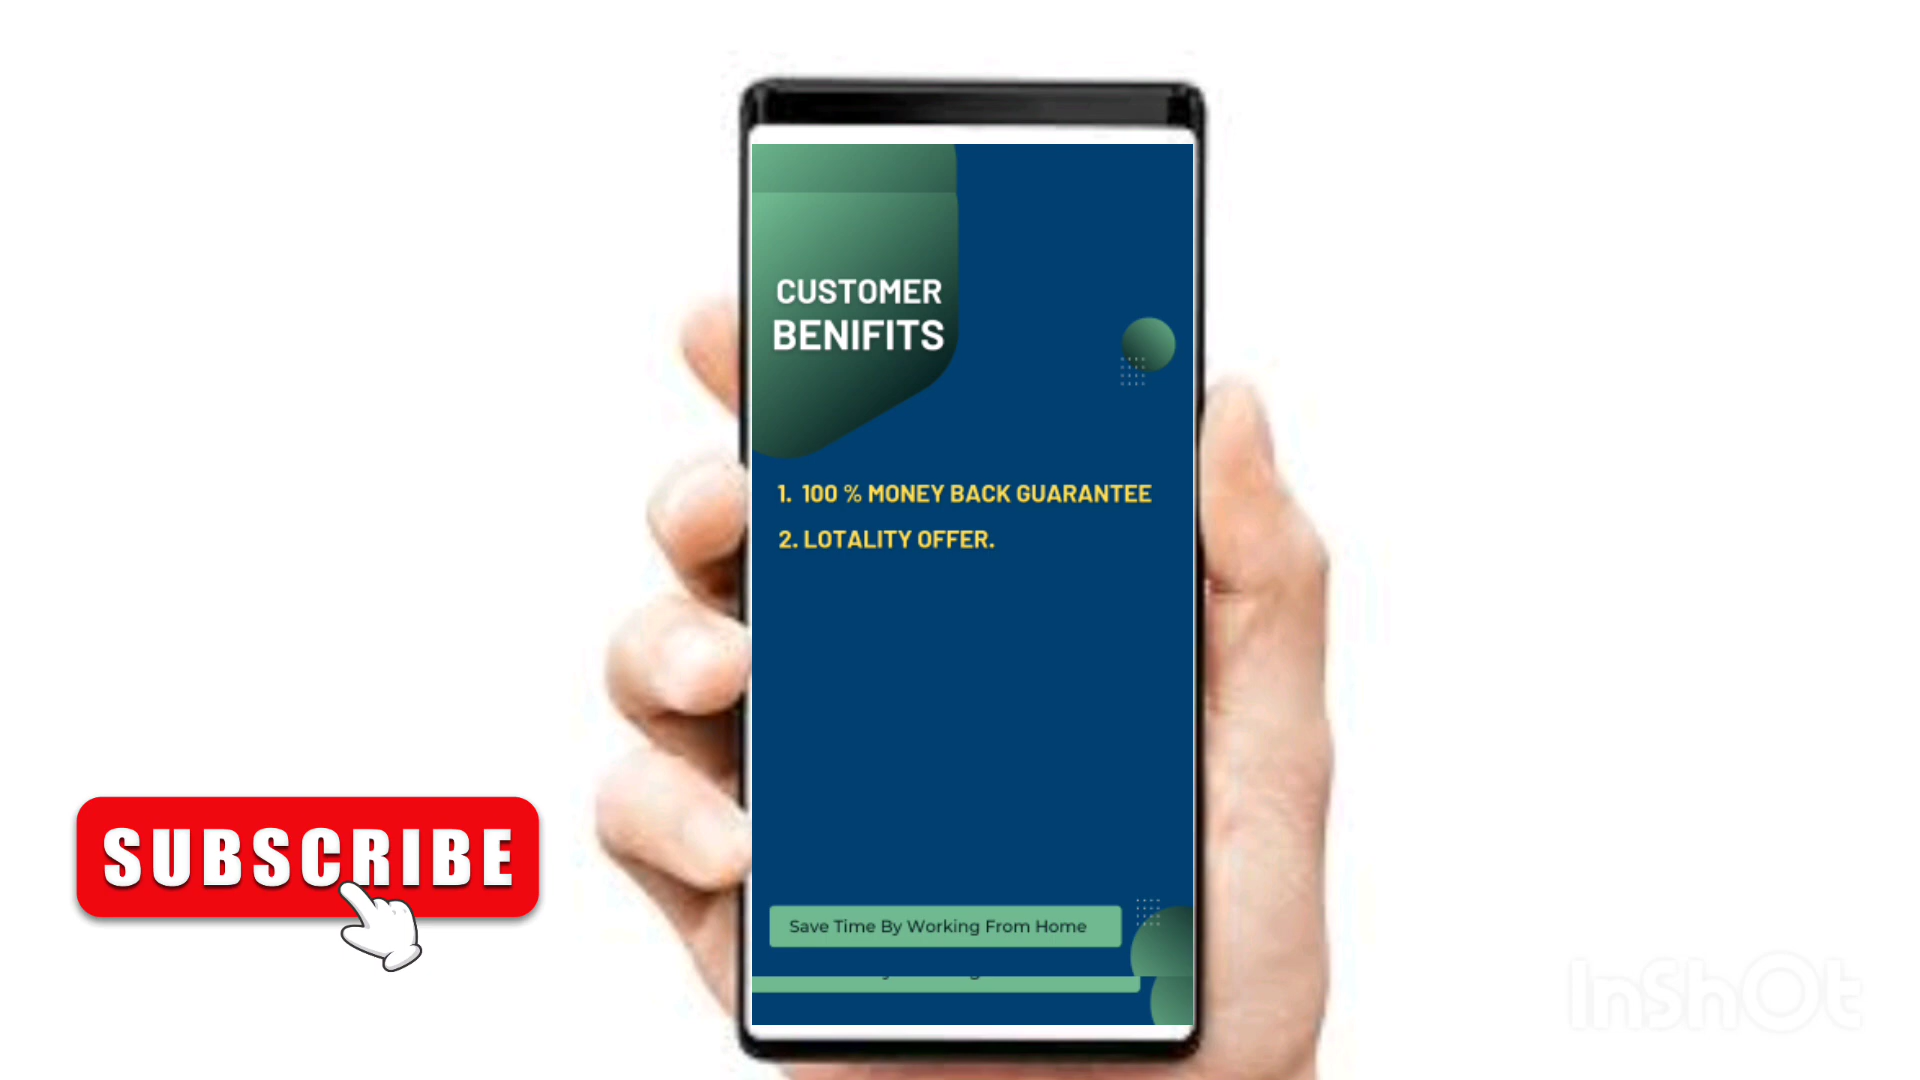 CUSTOMER
BENIFITS
1. 100 % MONEY BACK GUARANTEE
2. LOTALITY OFFER.
SUBSCRIBE
Save Time By Working From Home
InShOt